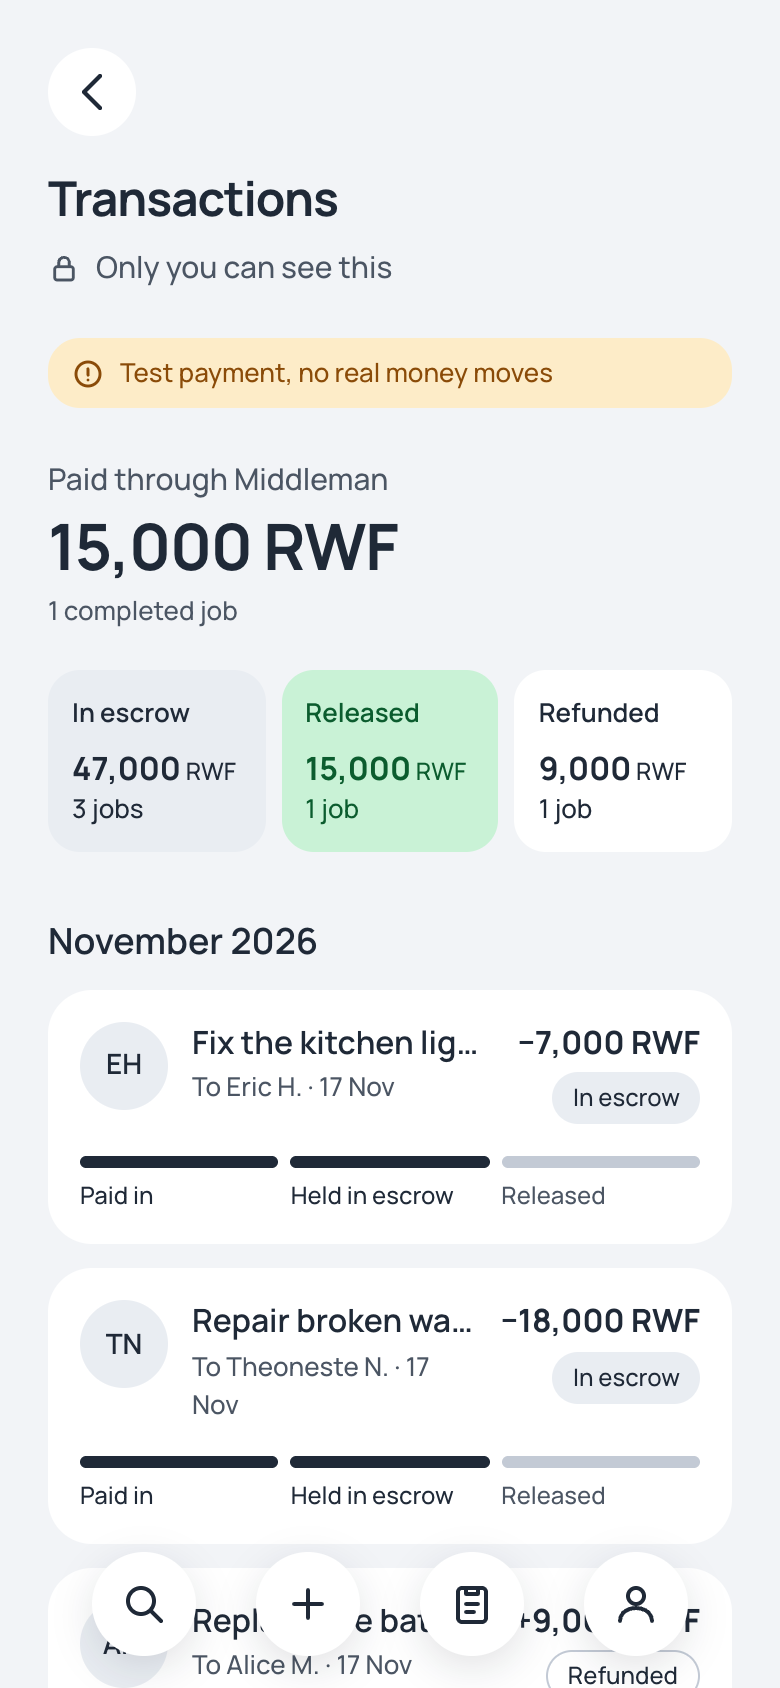 Transactions
Only you can see this
Test payment, no real money moves
Paid through Middleman
15,000 RWF
1 completed job
In escrow
47,000 RWF
3 jobs
Released
15,000 RWF
1 job
Refunded
9,000 RWF
1 job
November 2026
EH
Fix the kitchen lig...
−7,000 RWF
To Eric H. · 17 Nov
In escrow
Paid in
Held in escrow
Released
TN
Repair broken wa...
−18,000 RWF
To Theoneste N. · 17
Nov
In escrow
Paid in
Held in escrow
Released
To Alice M. · 17 Nov
Refunded